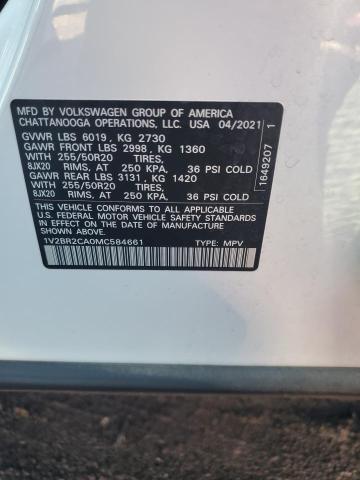 MFD BY VOLKSWAGEN GROUP OF AMERICA
CHATTANOOGA OPERATIONS, LLC. USA 04/2021
GVWR LBS 6019, KG 2730
GAWR FRONT LBS 2998, KG 1360
WITH 255/50R20 TIRES,
8JX20 RIMS, AT 250 KPA, 36 PSI COLD
GAWR REAR LBS 3131, KG 1420
WITH 255/50R20 TIRES,
8JX20 RIMS, AT 250 KPA, 36 PSI COLD
THIS VEHICLE CONFORMS TO ALL APPLICABLE
U.S. FEDERAL MOTOR VEHICLE SAFETY STANDARDS
IN EFFECT ON THE DATE OF MANUFACTURE
SHOWN ABOVE.
1V2BR2CA0MC584661 TYPE: MPV
1649207 1